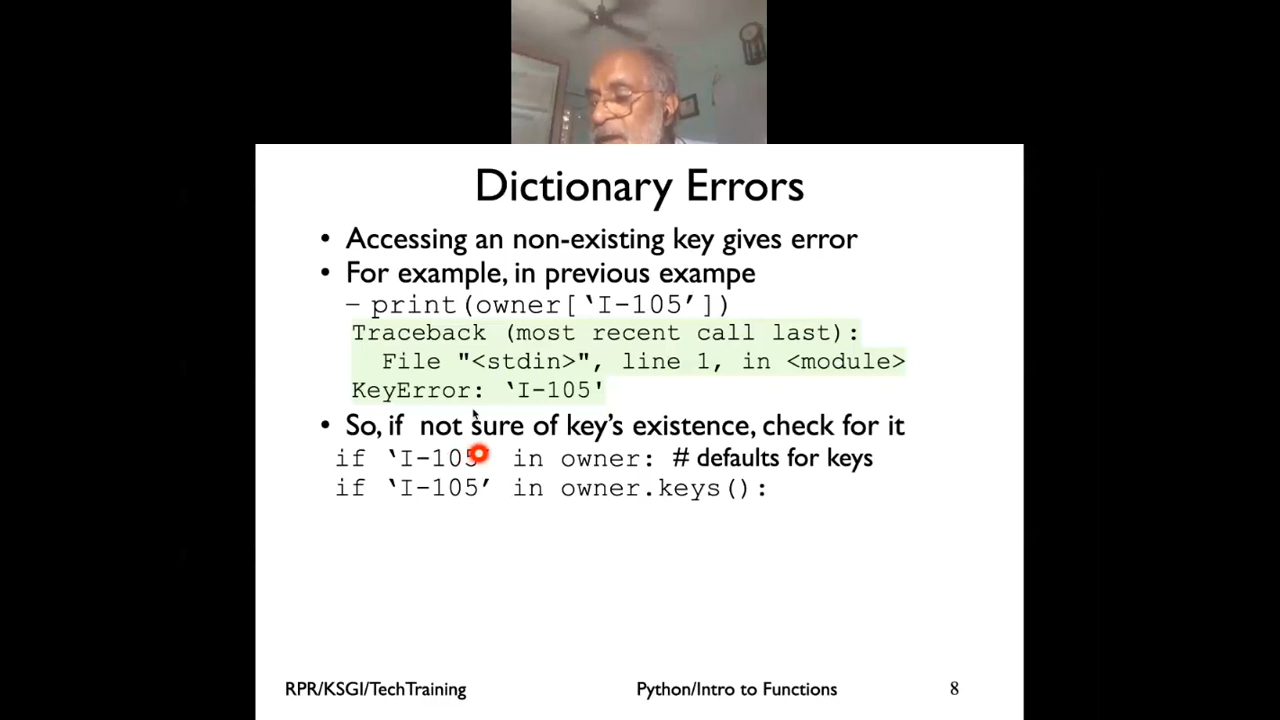 Dictionary Errors
• Accessing an non-existing key gives error
• For example, in previous exampe
– print(owner[‘I-105’])
Traceback (most recent call last):
File "<stdin>", line 1, in <module>
KeyError: ‘I-105'
• So, if not sure of key’s existence, check for it
if ‘I-105’ in owner: # defaults for keys
if ‘I-105’ in owner.keys():
RPR/KSGI/TechTraining Python/Intro to Functions 8